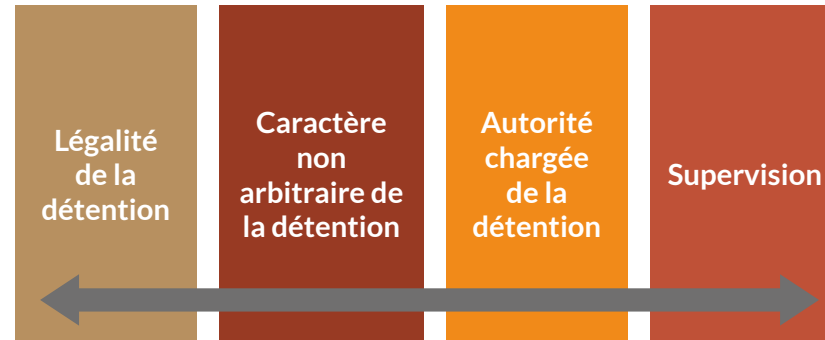 Légalité
de la
détention
Caractère
non
arbitraire de
la détention
Autorité
chargée
de la
détention
Supervision